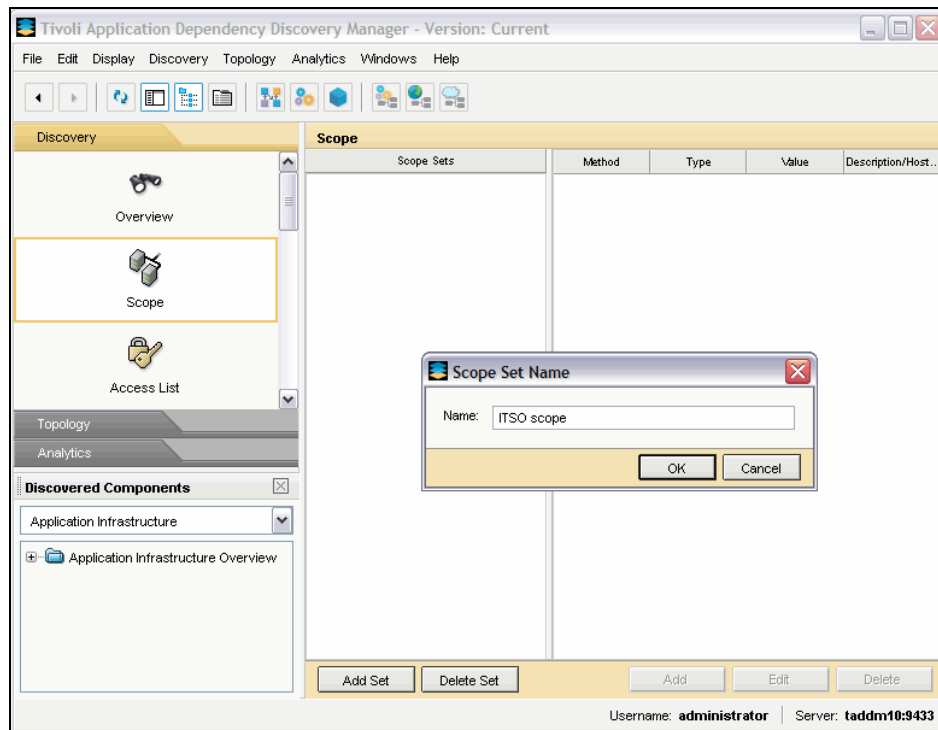 Tivoli Application Dependency Discovery Manager - Version: Current
File Edit Display Discovery Topology Analytics Windows Help
Discovery
Overview
Scope
Access List
Topology
Analytics
Discovered Components
Application Infrastructure
Application Infrastructure Overview
Scope
Scope Sets Method Type Value Description/Host...
Scope Set Name
Name: ITSO scope
OK Cancel
Add Set Delete Set Add Edit Delete
Username: administrator Server: taddm10:9433